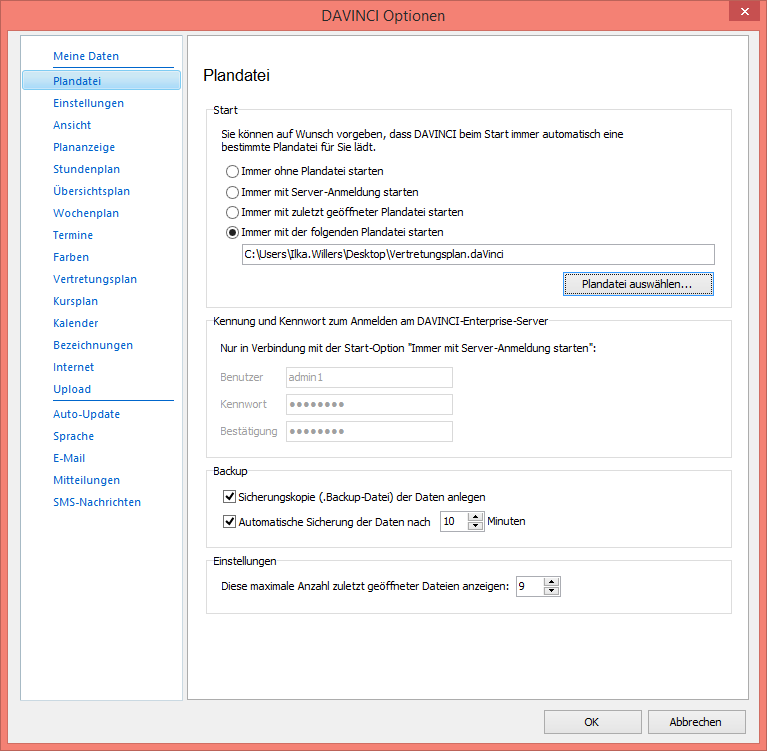 DAVINCI Optionen
Meine Daten
Plandatei
Einstellungen
Ansicht
Plananzeige
Stundenplan
Übersichtsplan
Wochenplan
Termine
Farben
Vertretungsplan
Kursplan
Kalender
Bezeichnungen
Internet
Upload
Auto-Update
Sprache
E-Mail
Mitteilungen
SMS-Nachrichten
Plandatei
Start
Sie können auf Wunsch vorgeben, dass DAVINCI beim Start immer automatisch eine
bestimmte Plandatei für Sie lädt.
Immer ohne Plandatei starten
Immer mit Server-Anmeldung starten
Immer mit zuletzt geöffneter Plandatei starten
Immer mit der folgenden Plandatei starten
C:\Users\Ilka.Willers\Desktop\Vertretungsplan.daVinci
Plandatei auswählen...
Kennung und Kennwort zum Anmelden am DAVINCI-Enterprise-Server
Nur in Verbindung mit der Start-Option "Immer mit Server-Anmeldung starten":
Benutzer admin1
Kennwort ●●●●●●●●
Bestätigung ●●●●●●●●
Backup
Sicherungskopie (.Backup-Datei) der Daten anlegen
Automatische Sicherung der Daten nach 10 Minuten
Einstellungen
Diese maximale Anzahl zuletzt geöffneter Dateien anzeigen: 9
OK Abbrechen